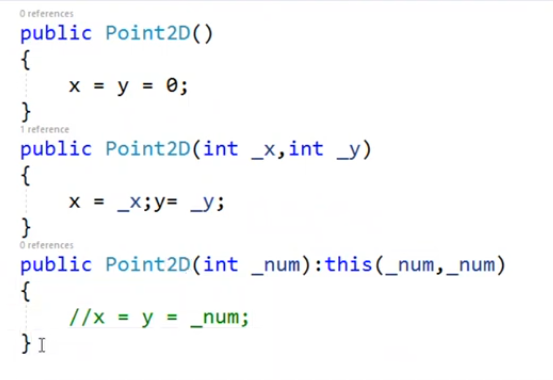 0 references
public Point2D()
{
x = y = 0;
}
1 reference
public Point2D(int _x,int _y)
{
x = _x;y= _y;
}
0 references
public Point2D(int _num):this(_num,_num)
{
//x = y = _num;
}